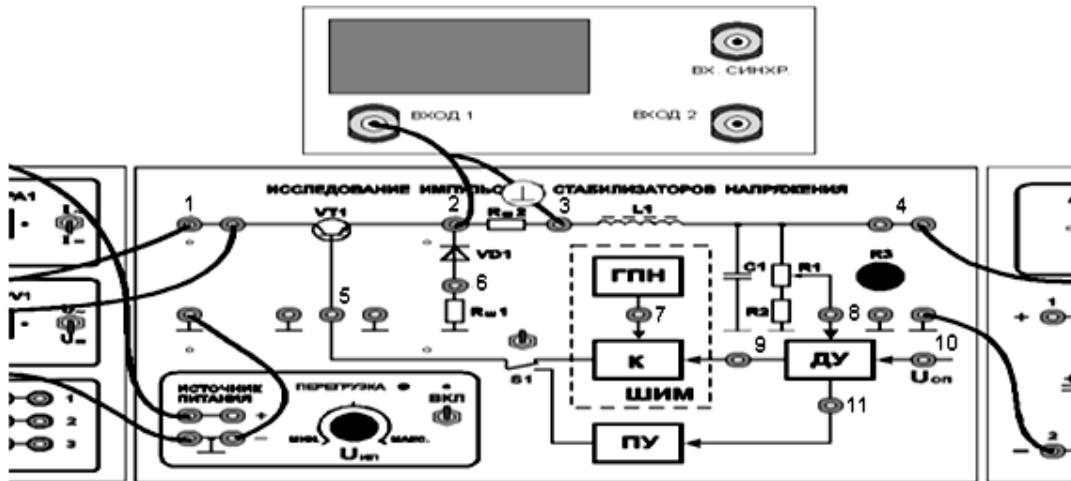 ВХ. СИНХР.
ВХОД 1
ВХОД 2
ИССЛЕДОВАНИЕ ИМПУЛЬС СТАБИЛИЗАТОРОВ НАПРЯЖЕНИЯ
PA1
I~
I=
1
VT1
2
Rш2
3
L1
4
VD1
6
Rш1
5
ГПН
7
C1
R1
R2
8
R3
V1
U~
U=
К
ШИМ
9
ДУ
10
Uоп
11
S1
ПУ
ИСТОЧНИК
ПИТАНИЯ
+
-
ПЕРЕГРУЗКА
ВКЛ
МИН.
МАКС.
Uип
1
2
3
+ 1
- 2